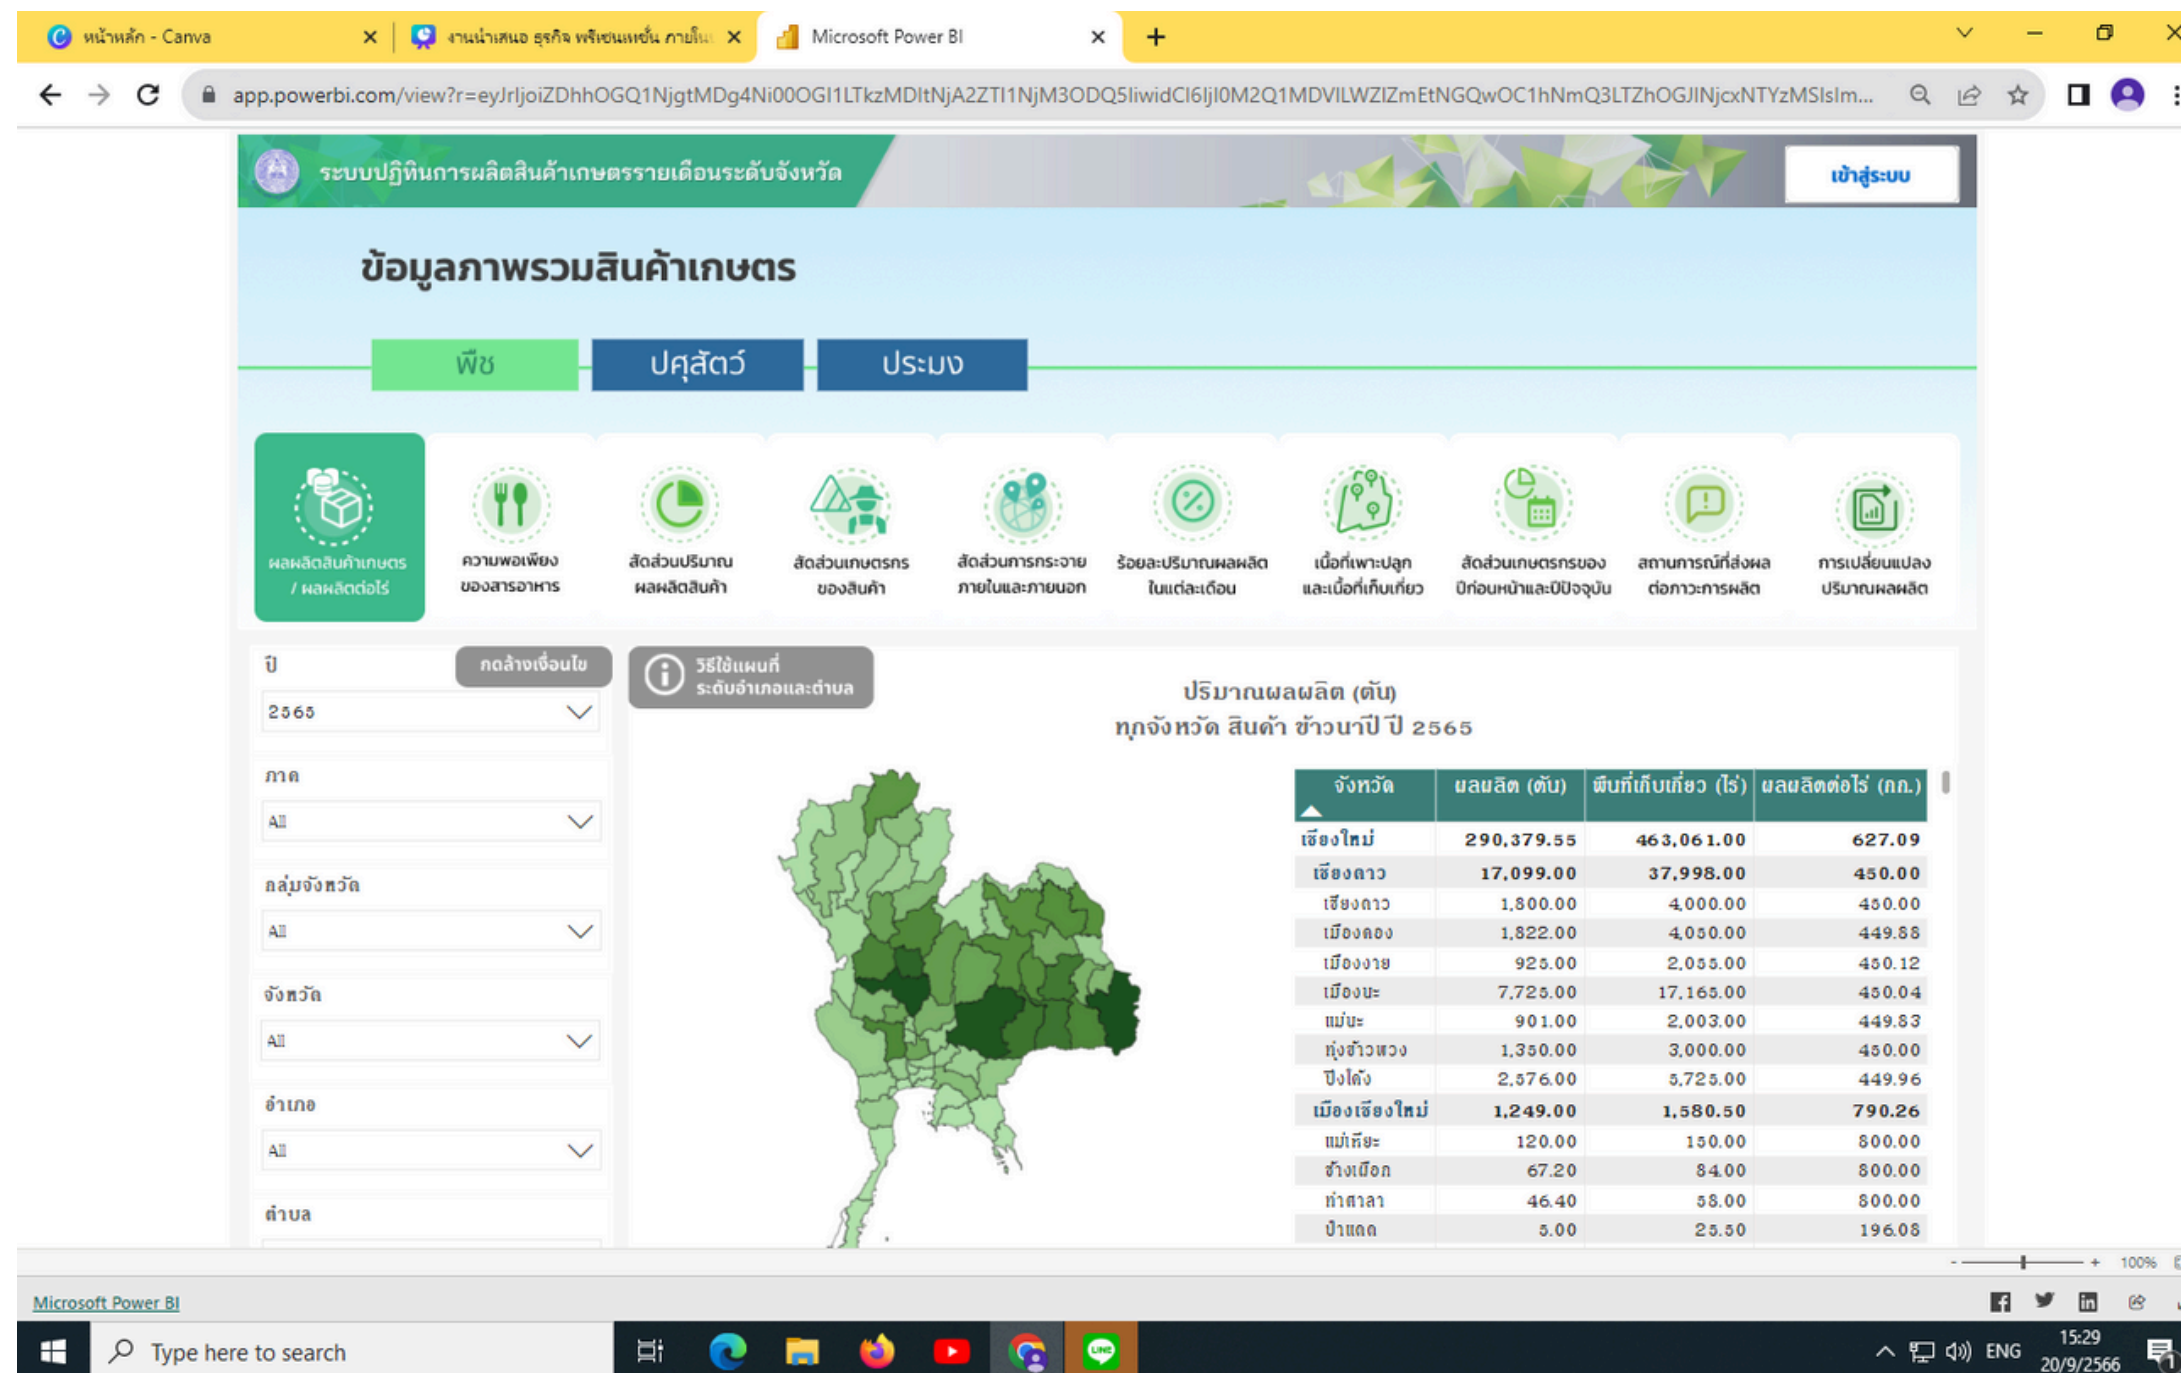 หน้าหลัก - Canva
งานนำเสนอ ธุรกิจ พรีเซนเทชั่น ภายใน
Microsoft Power BI
app.powerbi.com/view?r=eyJrIjoiZDhhOGQ1NjgtMDg4Ni00OGI1LTkzMDItNjA2ZTI1NjM3ODQ5IiwidCI6IjI0M2Q1MDVILWZIZmEtNGQwOC1hNmQ3LTZhOGJINjcxNTYzMSIsIm...
ระบบปฏิทินการผลิตสินค้าเกษตรรายเดือนระดับจังหวัด
เข้าสู่ระบบ
ข้อมูลภาพรวมสินค้าเกษตร
พืช ปศุสัตว์ ประมง
ผลผลิตสินค้าเกษตร
/ ผลผลิตต่อไร่
ความพอเพียง
ของสารอาหาร
สัดส่วนปริมาณ
ผลผลิตสินค้า
สัดส่วนเกษตรกร
ของสินค้า
สัดส่วนการกระจาย
ภายในและภายนอก
ร้อยละปริมาณผลผลิต
ในแต่ละเดือน
เนื้อที่เพาะปลูก
และเนื้อที่เก็บเกี่ยว
สัดส่วนเกษตรกรของ
ปีก่อนหน้าและปีปัจจุบัน
สถานการณ์ที่ส่งผล
ต่อภาวะการผลิต
การเปลี่ยนแปลง
ปริมาณผลผลิต
ปี
กดล้างเงื่อนไข
2565
ภาค
All
กลุ่มจังหวัด
All
จังหวัด
All
อำเภอ
All
ตำบล
วิธีใช้แผนที่
ระดับอำเภอและตำบล
ปริมาณผลผลิต (ตัน)
ทุกจังหวัด สินค้า ข้าวนาปี ปี 2565
จังหวัด ผลผลิต (ตัน) พื้นที่เก็บเกี่ยว (ไร่) ผลผลิตต่อไร่ (กก.)
เชียงใหม่ 290,379.55 463,061.00 627.09
เชียงดาว 17,099.00 37,998.00 450.00
เชียงดาว 1,800.00 4,000.00 450.00
เมืองคอง 1,822.00 4,050.00 449.88
เมืองงาย 925.00 2,055.00 450.12
เมืองนะ 7,725.00 17,165.00 450.04
แม่นะ 901.00 2,003.00 449.83
ทุ่งข้าวพวง 1,350.00 3,000.00 450.00
ปิงโค้ง 2,576.00 5,725.00 449.96
เมืองเชียงใหม่ 1,249.00 1,580.50 790.26
แม่เหียะ 120.00 150.00 800.00
ช้างเผือก 67.20 84.00 800.00
ท่าศาลา 46.40 58.00 800.00
ป่าแดด 5.00 25.50 196.08
- + 100%
Microsoft Power BI
Type here to search
LINE
ENG
15:29
20/9/2566
1